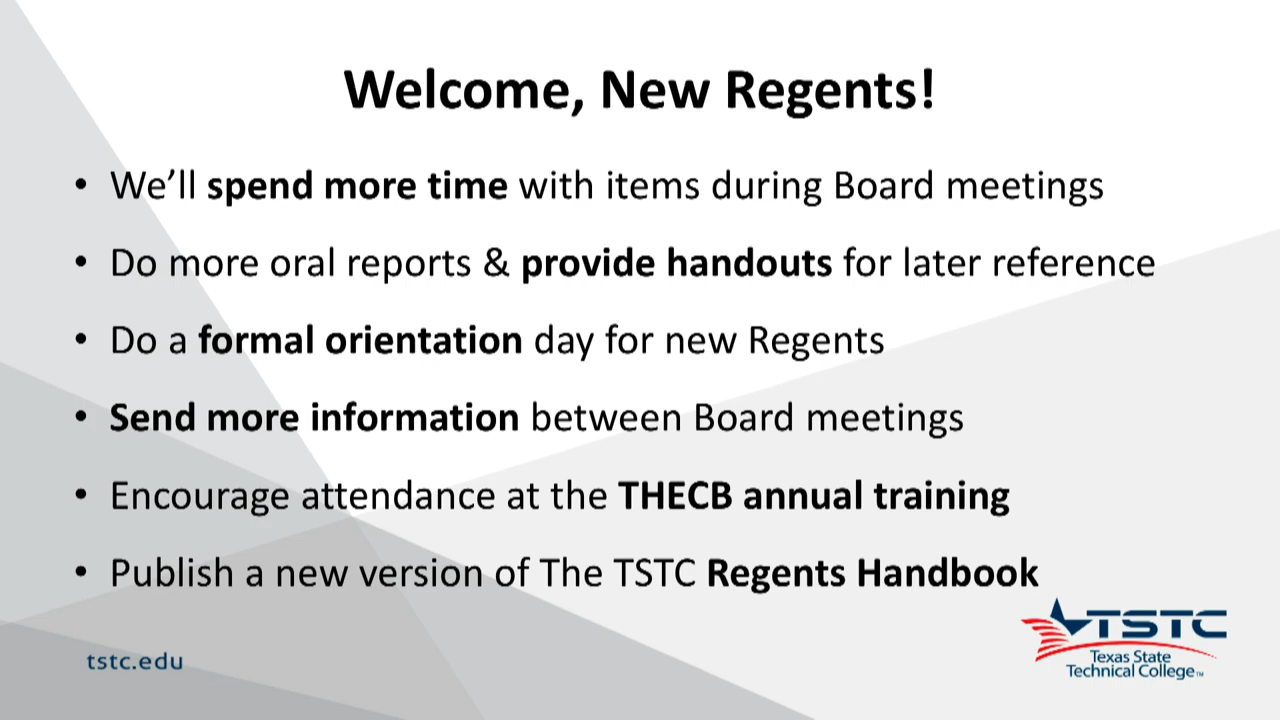 Welcome, New Regents!
• We’ll spend more time with items during Board meetings
• Do more oral reports & provide handouts for later reference
• Do a formal orientation day for new Regents
• Send more information between Board meetings
• Encourage attendance at the THECB annual training
• Publish a new version of The TSTC Regents Handbook
TSTC
Texas State
Technical College™
tstc.edu